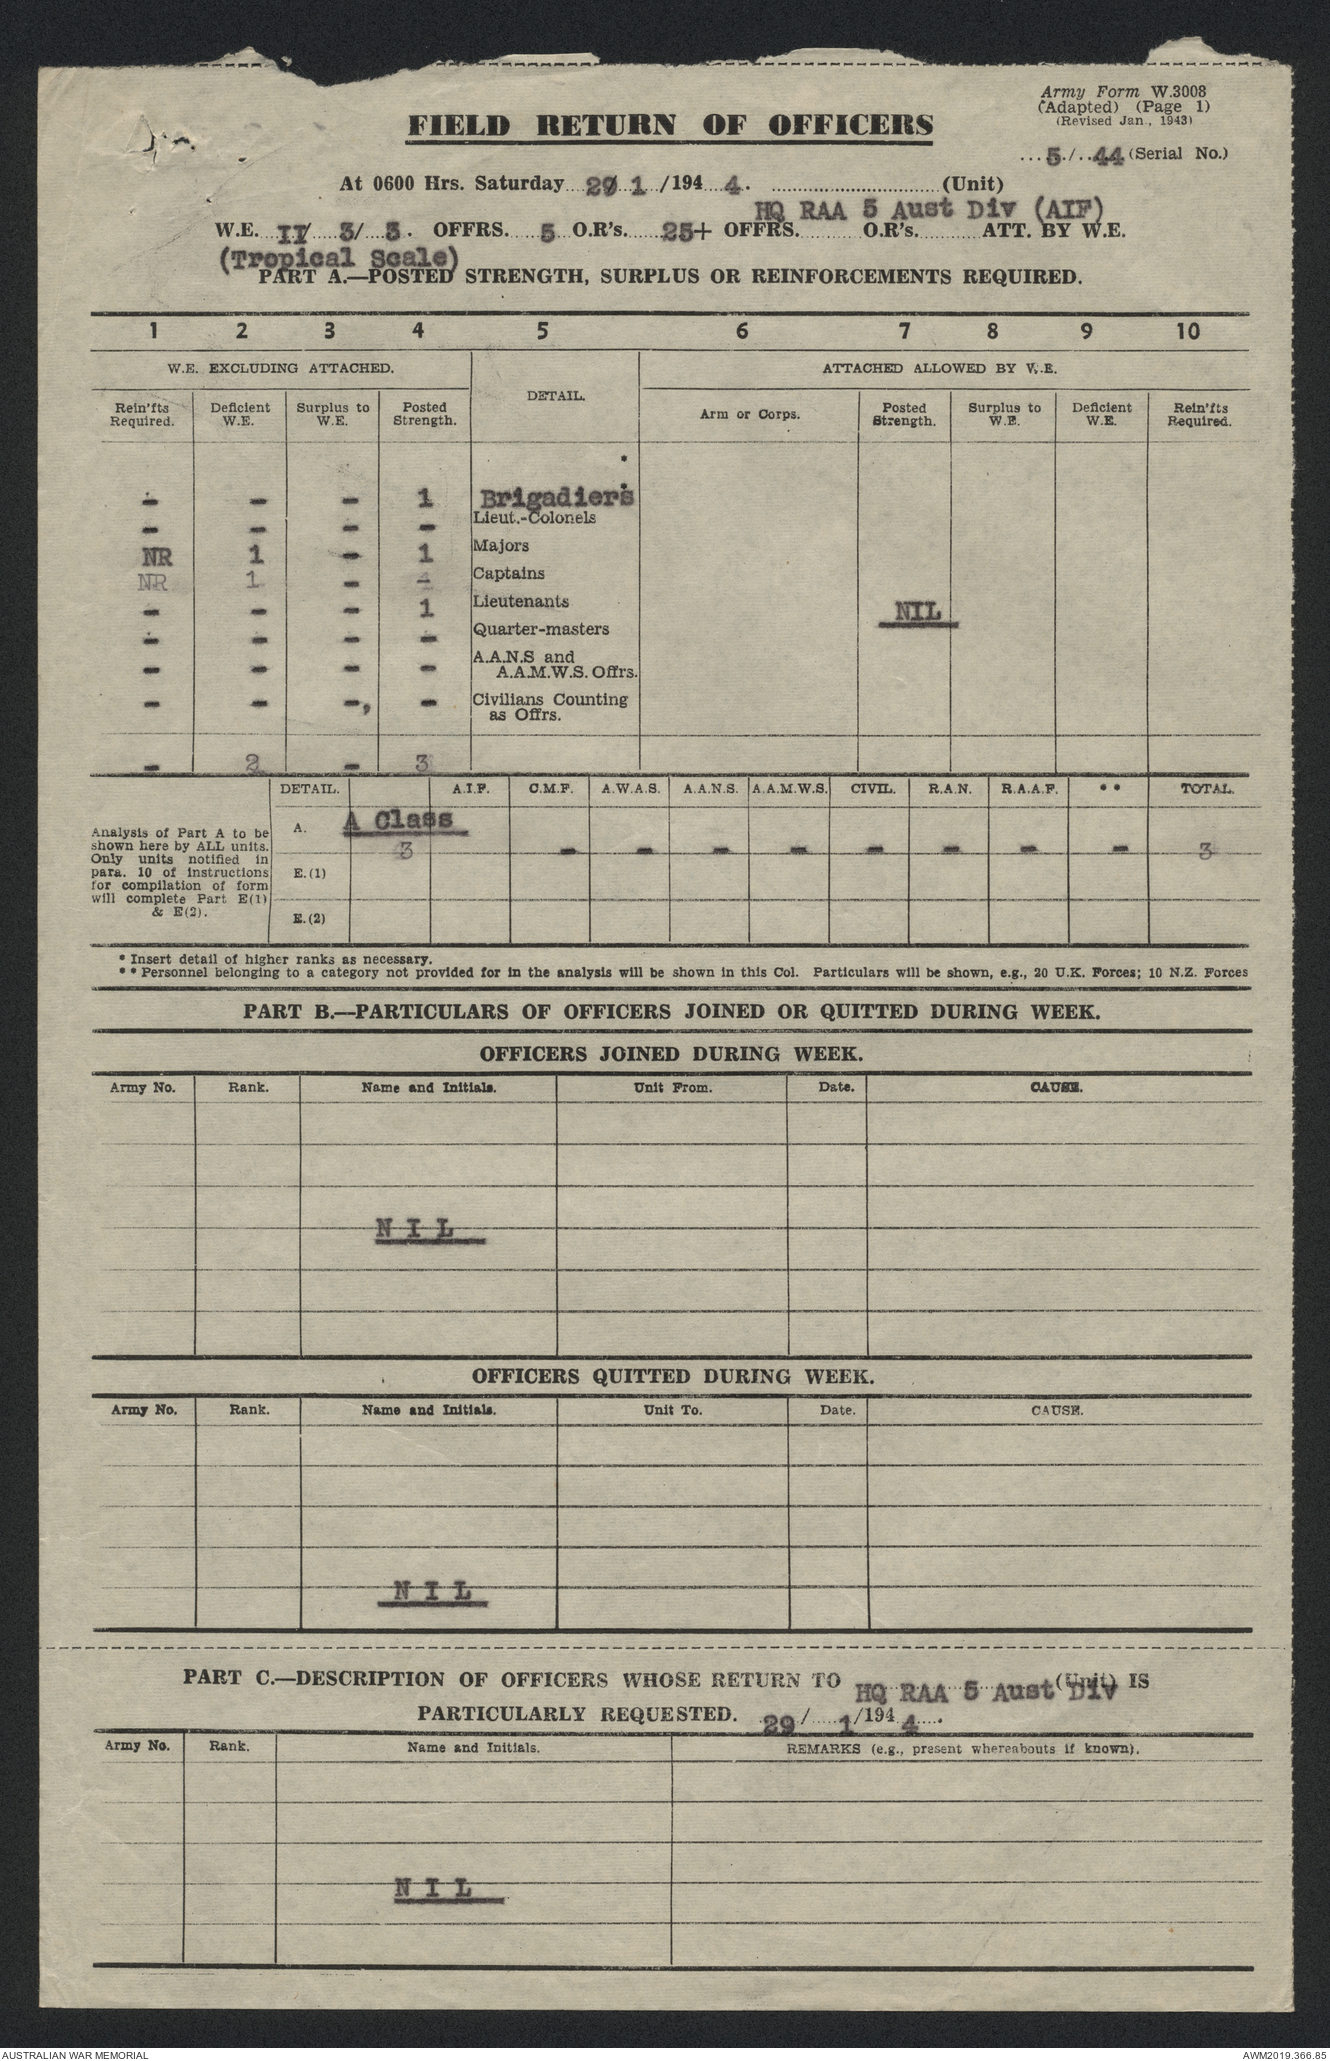 Army Form W.3008
(Adapted) (Page 1)
(Revised Jan., 1943)
FIELD RETURN OF OFFICERS
...5./..44 (Serial No.)
At 0600 Hrs. Saturday 29 1 /194 4. (Unit)
HQ RAA 5 Aust Div (AIF)
W.E. II/ 3/ 3. OFFRS. 5 O.R's. 25+ OFFRS. O.R's. ATT. BY W.E.
(Tropical Scale)
PART A.—POSTED STRENGTH, SURPLUS OR REINFORCEMENTS REQUIRED.
1 2 3 4 5 6 7 8 9 10
W.E. EXCLUDING ATTACHED. DETAIL. ATTACHED ALLOWED BY W.E.
Rein'fts Required. Deficient W.E. Surplus to W.E. Posted Strength. Arm or Corps. Posted Strength. Surplus to W.E. Deficient W.E. Rein'fts Required.
*
- - - 1 Brigadiers *
- - - - Lieut.-Colonels
NR 1 - 1 Majors
NR 1 - - Captains
- - - 1 Lieutenants NIL
- - - - Quarter-masters
- - - - A.A.N.S and
A.A.M.W.S. Offrs.
- - -, - Civilians Counting
as Offrs.
- 2 - 3
DETAIL. A.I.F. C.M.F. A.W.A.S. A.A.N.S. A.A.M.W.S. CIVIL. R.A.N. R.A.A.F. ** TOTAL.
Analysis of Part A to be
shown here by ALL units.
Only units notified in
para. 10 of instructions
for compilation of form
will complete Part E(1)
& E(2).
A. A Class
3 - - - - - - - - 3
E.(1)
E.(2)
* Insert detail of higher ranks as necessary.
** Personnel belonging to a category not provided for in the analysis will be shown in this Col. Particulars will be shown, e.g., 20 U.K. Forces; 10 N.Z. Forces
PART B.—PARTICULARS OF OFFICERS JOINED OR QUITTED DURING WEEK.
OFFICERS JOINED DURING WEEK.
Army No. Rank. Name and Initials. Unit From. Date. CAUSE.
N I L
OFFICERS QUITTED DURING WEEK.
Army No. Rank. Name and Initials. Unit To. Date. CAUSE.
N I L
PART C.—DESCRIPTION OF OFFICERS WHOSE RETURN TO HQ RAA 5 Aust Div (Unit) IS
PARTICULARLY REQUESTED. 29/ 1/194 4 .
Army No. Rank. Name and Initials. REMARKS (e.g., present whereabouts if known).
N I L
AUSTRALIAN WAR MEMORIAL AWM2019.366.85